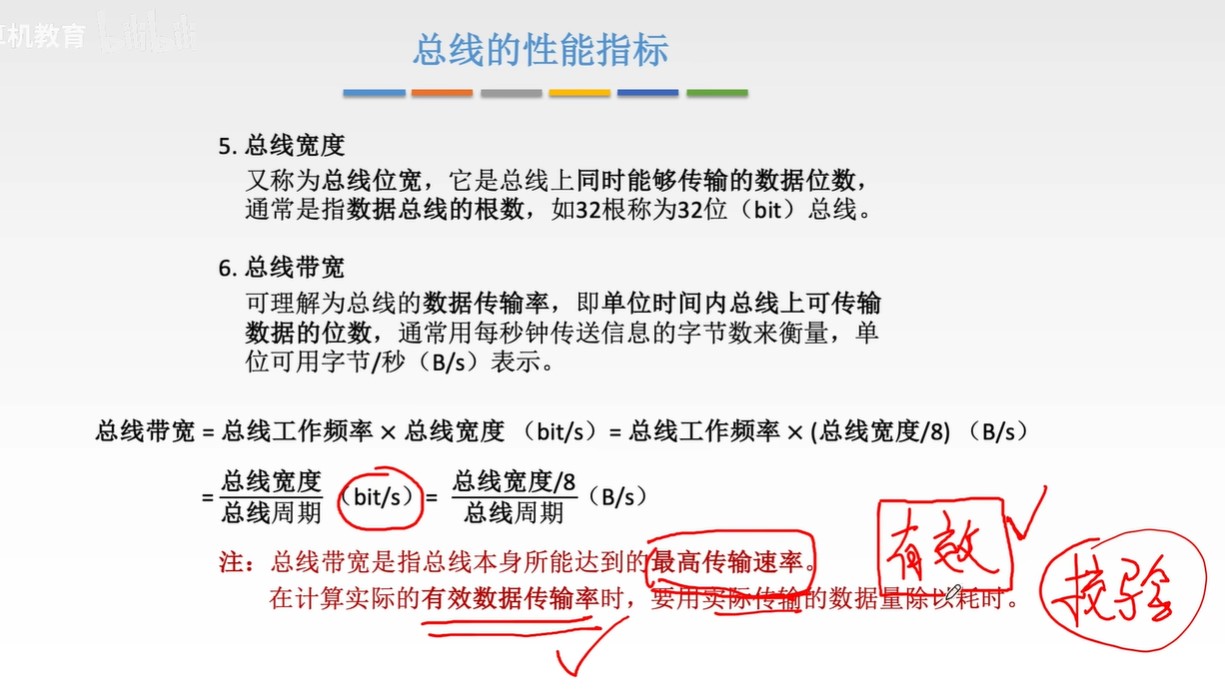 机教育
总线的性能指标
5. 总线宽度
又称为总线位宽，它是总线上同时能够传输的数据位数，
通常是指数据总线的根数，如32根称为32位（bit）总线。
6. 总线带宽
可理解为总线的数据传输率，即单位时间内总线上可传输
数据的位数，通常用每秒钟传送信息的字节数来衡量，单
位可用字节/秒（B/s）表示。
总线带宽 = 总线工作频率 × 总线宽度 （bit/s）= 总线工作频率 × (总线宽度/8) （B/s）
= 总线宽度/总线周期 （bit/s）= 总线宽度/8/总线周期 （B/s）
注：总线带宽是指总线本身所能达到的最高传输速率。
在计算实际的有效数据传输率时，要用实际传输的数据量除以耗时。
有效
校验